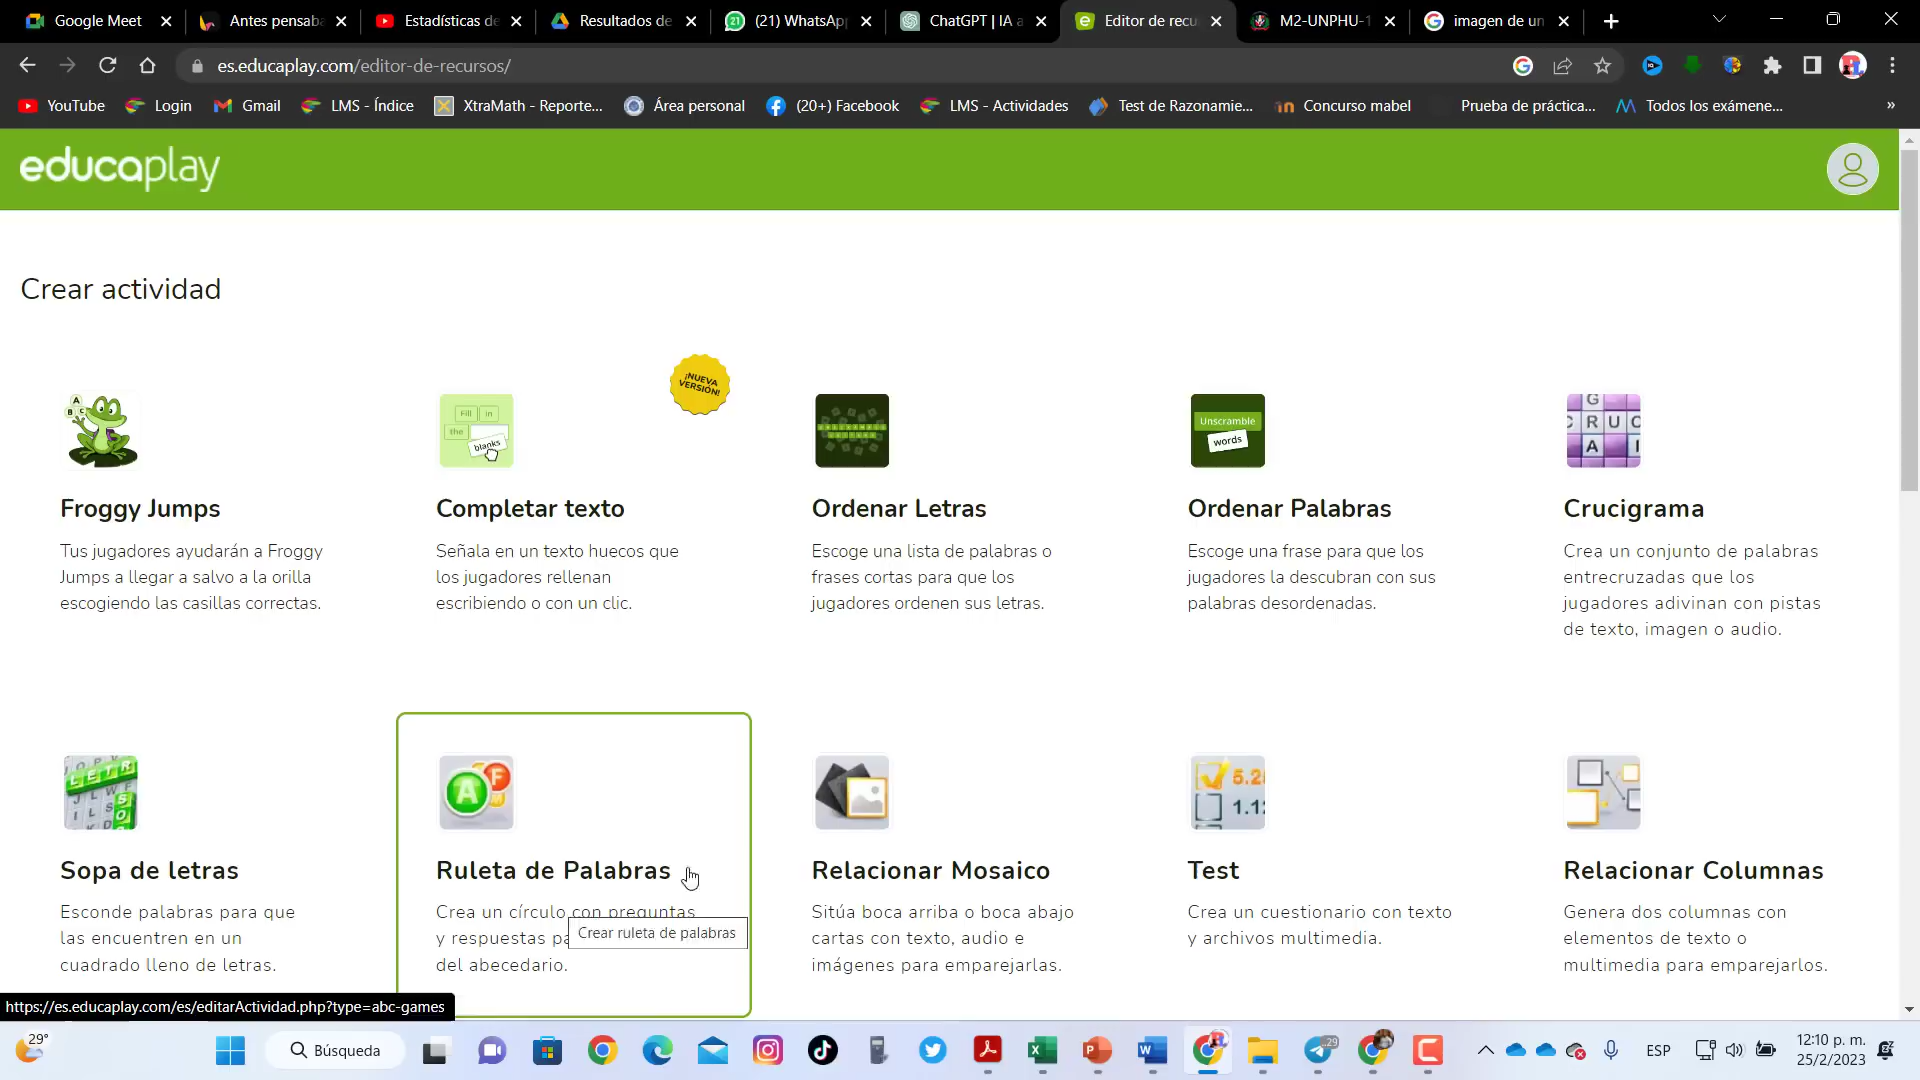 Google Meet
Antes pensaba
Estadísticas de
Resultados de
(21) WhatsApp
ChatGPT | IA a
Editor de recu
M2-UNPHU-1
imagen de un
es.educaplay.com/editor-de-recursos/
YouTube
Login
Gmail
LMS - Índice
XtraMath - Reporte...
Área personal
(20+) Facebook
LMS - Actividades
Test de Razonamie...
Concurso mabel
Prueba de práctica...
Todos los exámene...
»
educaplay
Crear actividad
¡NUEVA
VERSIÓN!
Fill in
the
blanks
Unscramble
words
G
C R U C
A I
Froggy Jumps
Tus jugadores ayudarán a Froggy
Jumps a llegar a salvo a la orilla
escogiendo las casillas correctas.
Completar texto
Señala en un texto huecos que
los jugadores rellenan
escribiendo o con un clic.
Ordenar Letras
Escoge una lista de palabras o
frases cortas para que los
jugadores ordenen sus letras.
Ordenar Palabras
Escoge una frase para que los
jugadores la descubran con sus
palabras desordenadas.
Crucigrama
Crea un conjunto de palabras
entrecruzadas que los
jugadores adivinan con pistas
de texto, imagen o audio.
A F
Sopa de letras
Esconde palabras para que
las encuentren en un
cuadrado lleno de letras.
Ruleta de Palabras
Crea un círculo con preguntas
y respuestas
del abecedario.
Crear ruleta de palabras
Relacionar Mosaico
Sitúa boca arriba o boca abajo
cartas con texto, audio e
imágenes para emparejarlas.
Test
Crea un cuestionario con texto
y archivos multimedia.
Relacionar Columnas
Genera dos columnas con
elementos de texto o
multimedia para emparejarlos.
https://es.educaplay.com/es/editarActividad.php?type=abc-games
29°
Búsqueda
29
ESP
12:10 p. m.
25/2/2023